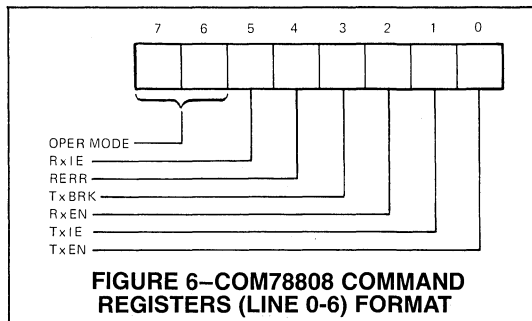 7 6 5 4 3 2 1 0
OPER MODE
RxIE
RERR
TxBRK
RxEN
TxIE
TxEN
FIGURE 6–COM78808 COMMAND
REGISTERS (LINE 0-6) FORMAT